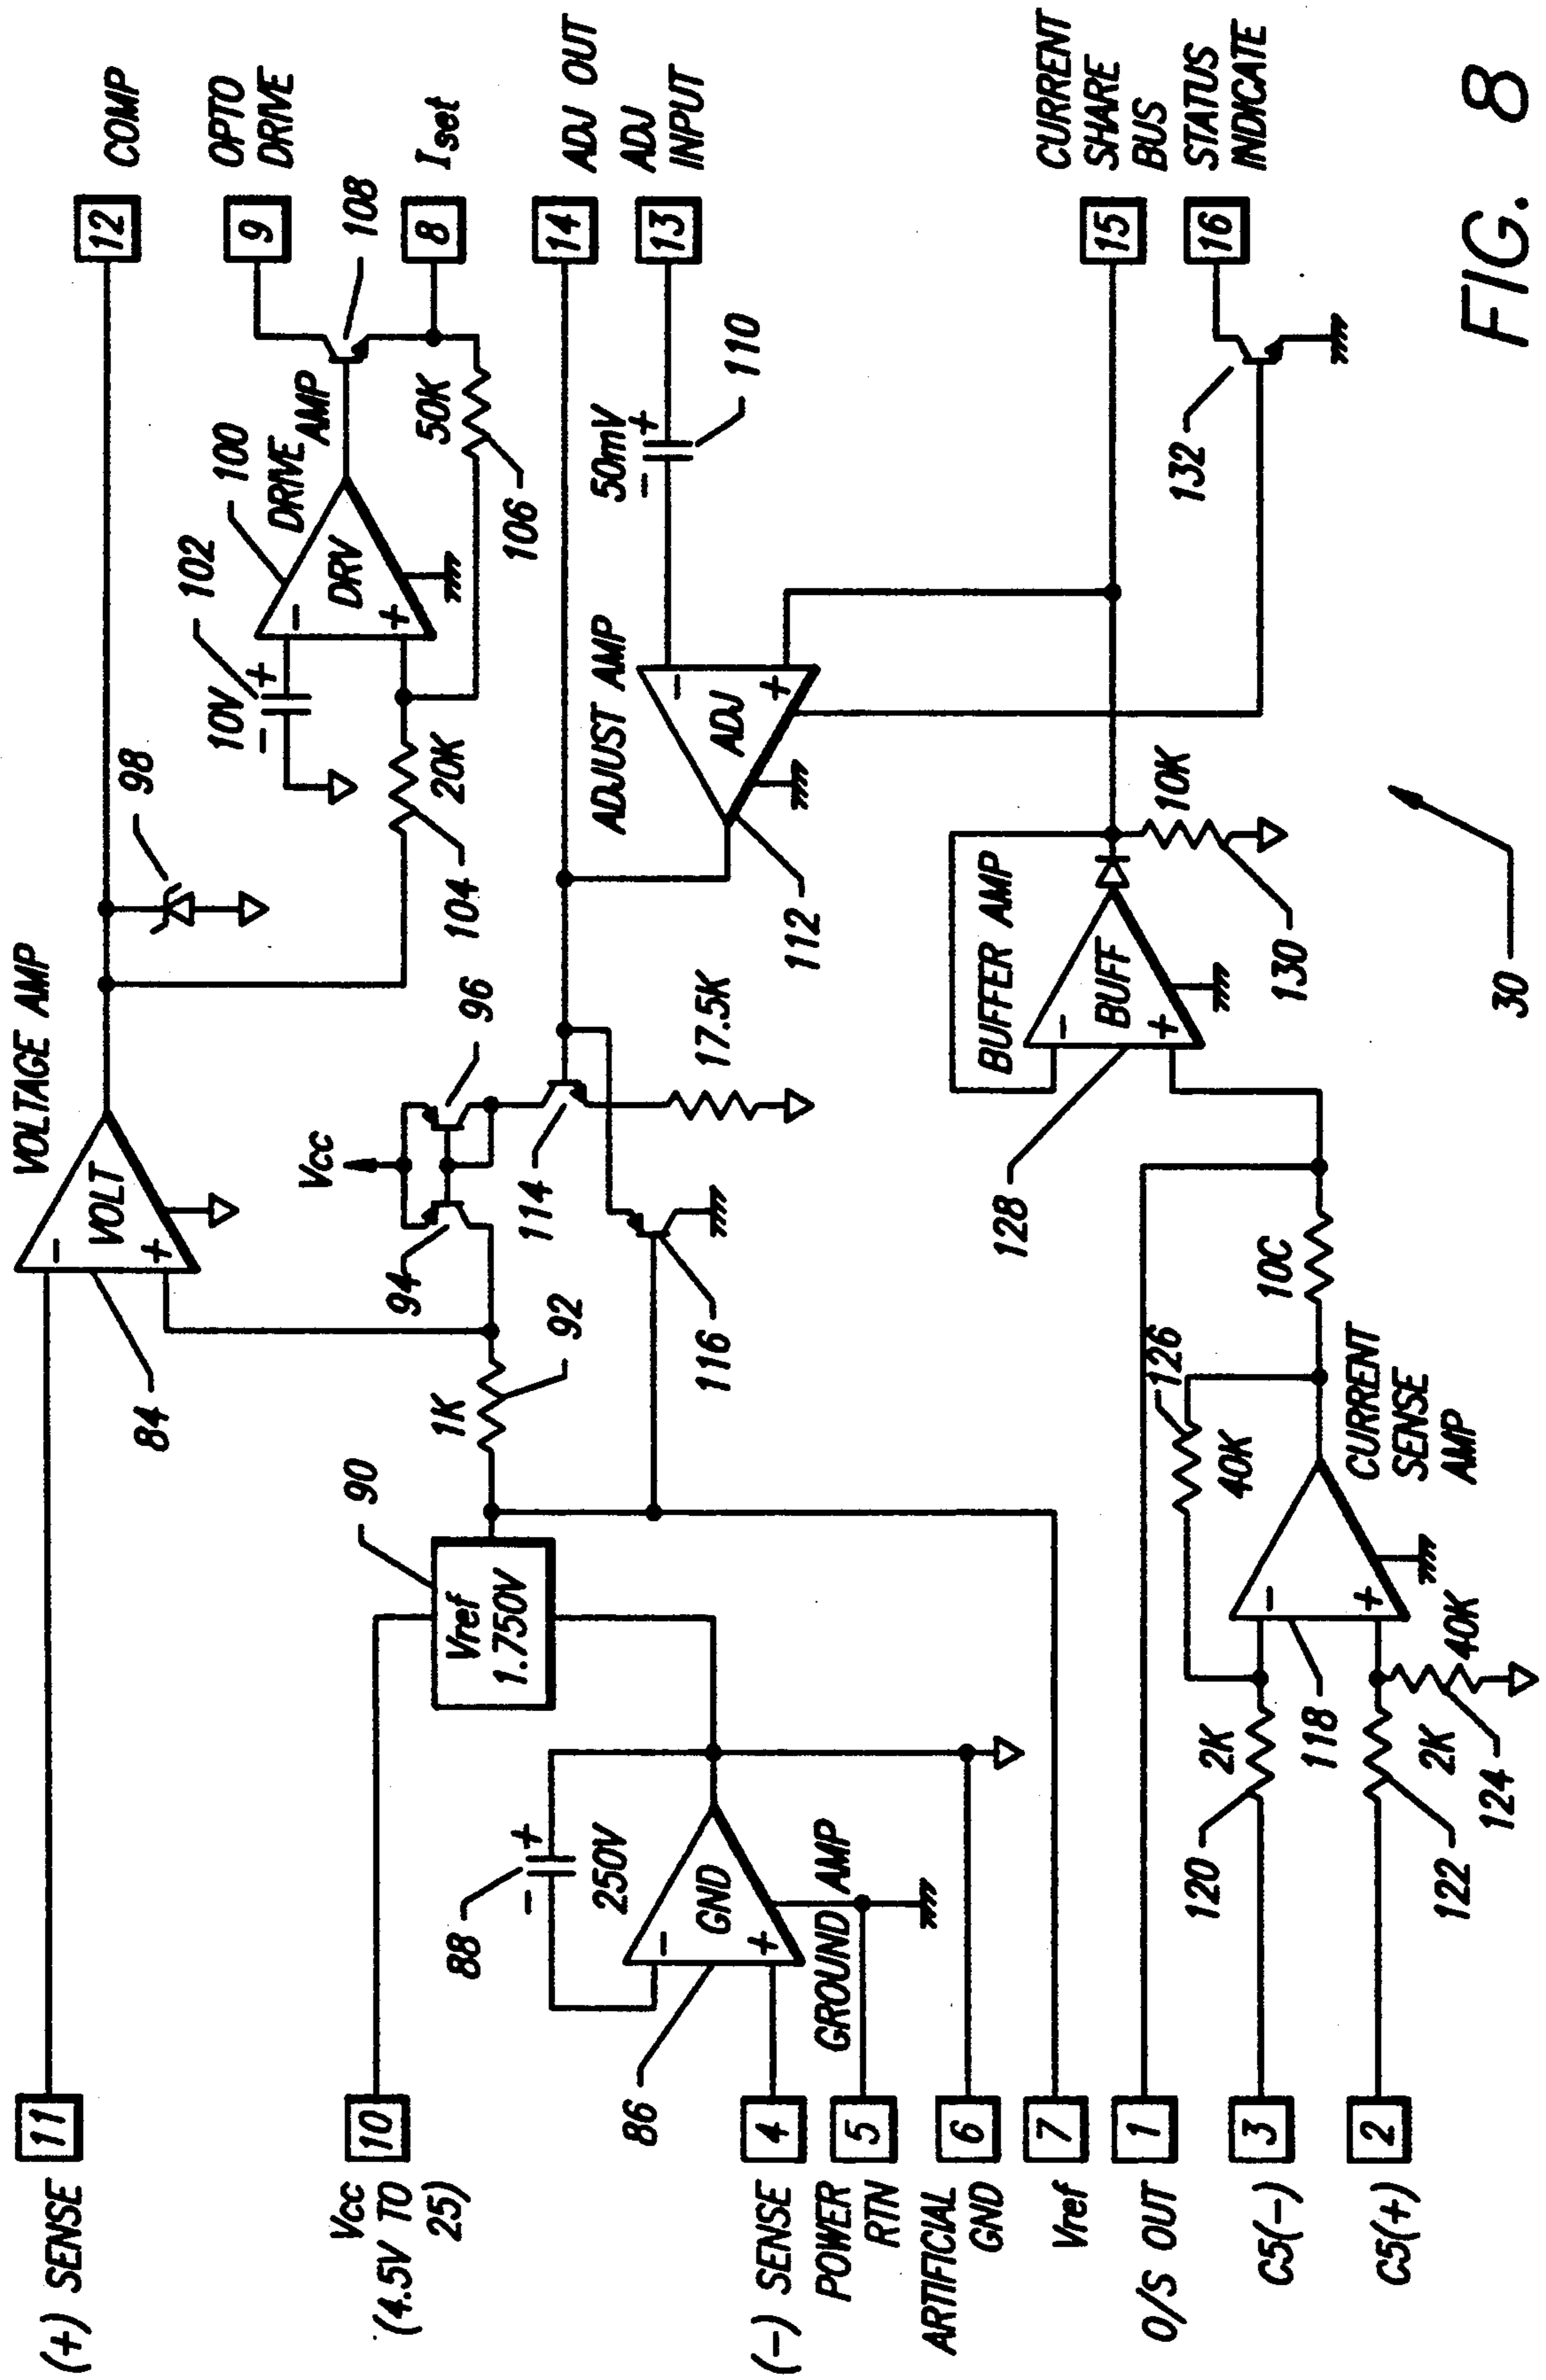 (+) SENSE
11
VOLTAGE AMP
VOLT
−
+
84
98
12
COMP
Vcc
(4.5V TO
25)
10
90
Vref
1.750V
1K
92
94
Vcc
96
104
20K
10V
−
+
102
100
DRIVE
AMP
DRV
−
+
106
50K
108
9
OPTO
DRIVE
8
Iset
88
−
+
250V
GND
−
+
86
GROUND AMP
114
116
17.5K
ADJUST AMP
ADJ
−
+
112
50mV
−
+
110
14
ADJ OUT
13
ADJ
INPUT
(−) SENSE
4
POWER
RTN
5
ARTIFICIAL
GND
6
Vref
7
O/S OUT
1
C5(−)
3
C5(+)
2
120
2K
122
2K
124
40K
118
−
+
126
40K
CURRENT
SENSE
AMP
10C
128
BUFFER AMP
BUFF
−
+
130
10K
132
15
CURRENT
SHARE
BUS
16
STATUS
INDICATE
30
FIG. 8